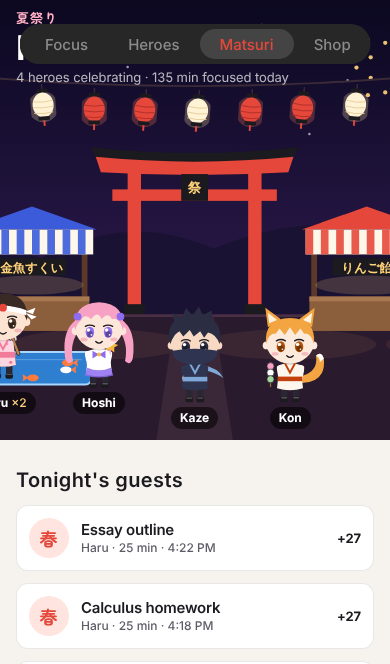 夏祭り
Focus Heroes Matsuri Shop
4 heroes celebrating · 135 min focused today
祭
金魚すくい
りんご飴
ru ×2
Hoshi
Kaze
Kon
Tonight's guests
春
Essay outline
Haru · 25 min · 4:22 PM
+27
春
Calculus homework
Haru · 25 min · 4:18 PM
+27